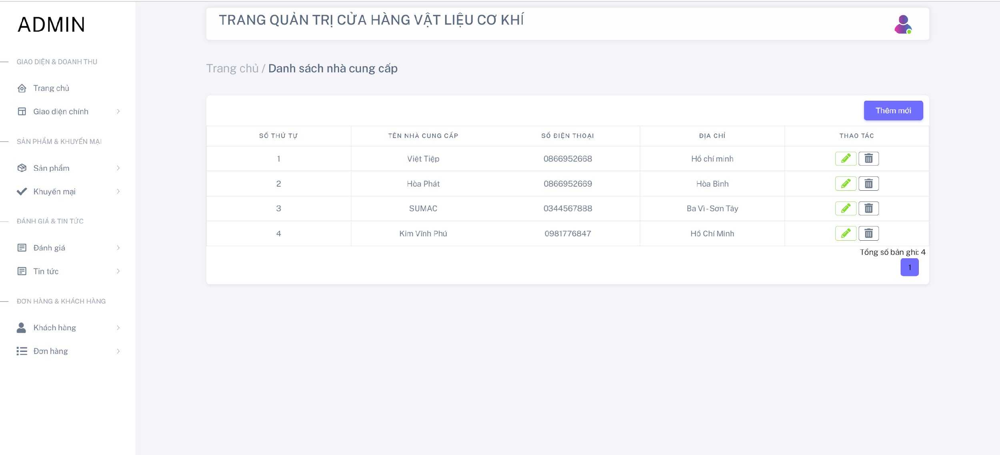 ADMIN
TRANG QUẢN TRỊ CỬA HÀNG VẬT LIỆU CƠ KHÍ
GIAO DIỆN & DOANH THU
Trang chủ
Giao diện chính
SẢN PHẨM & KHUYẾN MẠI
Sản phẩm
Khuyến mại
ĐÁNH GIÁ & TIN TỨC
Đánh giá
Tin tức
ĐƠN HÀNG & KHÁCH HÀNG
Khách hàng
Đơn hàng
Trang chủ / Danh sách nhà cung cấp
Thêm mới
SỐ THỨ TỰ TÊN NHÀ CUNG CẤP SỐ ĐIỆN THOẠI ĐỊA CHỈ THAO TÁC
1 Việt Tiệp 0866952668 Hồ chí minh
2 Hòa Phát 0866952669 Hòa Bình
3 SUMAC 0344567888 Ba Vì - Sơn Tây
4 Kim Vĩnh Phú 0981776847 Hồ Chí Minh
Tổng số bản ghi: 4
1